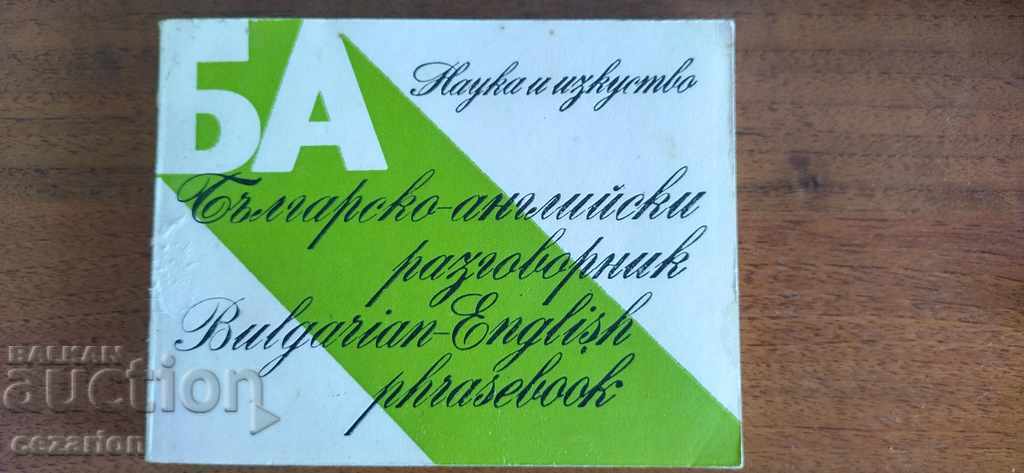 БА
Наука и изкуство
Българско-английски
разговорник
Bulgarian-English
phrasebook
BALKAN
auction
cezarion